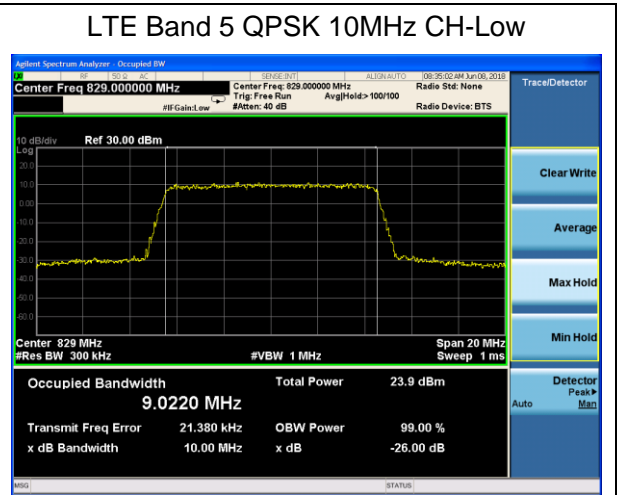 LTE Band 5 QPSK 10MHz CH-Low
Agilent Spectrum Analyzer - Occupied BW
RF 50 Ω AC SENSE:INT ALIGN AUTO 08:35:02 AM Jun 08, 2018
Center Freq 829.000000 MHz
Center Freq: 829.000000 MHz Radio Std: None
Trig: Free Run Avg|Hold:> 100/100
#IFGain:Low #Atten: 40 dB Radio Device: BTS
Trace/Detector
10 dB/div Ref 30.00 dBm
Log
20.0
10.0
0.00
-10.0
-20.0
-30.0
-40.0
-50.0
-60.0
Center 829 MHz Span 20 MHz
#Res BW 300 kHz #VBW 1 MHz Sweep 1 ms
Occupied Bandwidth Total Power 23.9 dBm
9.0220 MHz
Transmit Freq Error 21.380 kHz OBW Power 99.00 %
x dB Bandwidth 10.00 MHz x dB -26.00 dB
Clear Write
Average
Max Hold
Min Hold
Detector
Peak▶
Auto Man
MSG STATUS